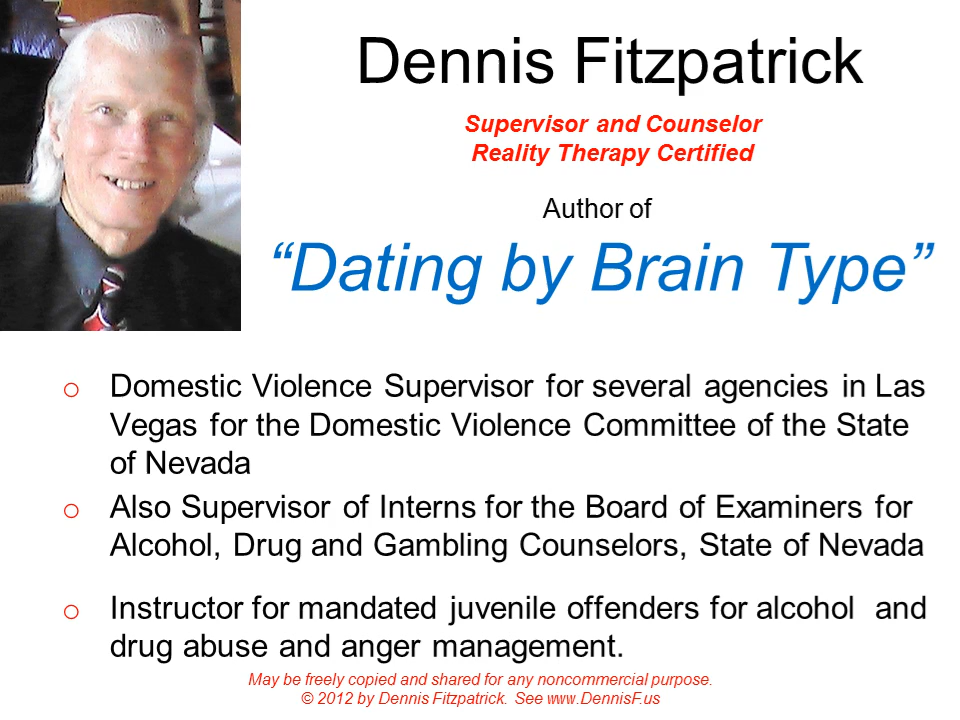 Dennis Fitzpatrick
Supervisor and Counselor
Reality Therapy Certified
Author of
“Dating by Brain Type”
o Domestic Violence Supervisor for several agencies in Las
Vegas for the Domestic Violence Committee of the State
of Nevada
o Also Supervisor of Interns for the Board of Examiners for
Alcohol, Drug and Gambling Counselors, State of Nevada
o Instructor for mandated juvenile offenders for alcohol  and
drug abuse and anger management.
May be freely copied and shared for any noncommercial purpose.
© 2012 by Dennis Fitzpatrick.  See www.DennisF.us